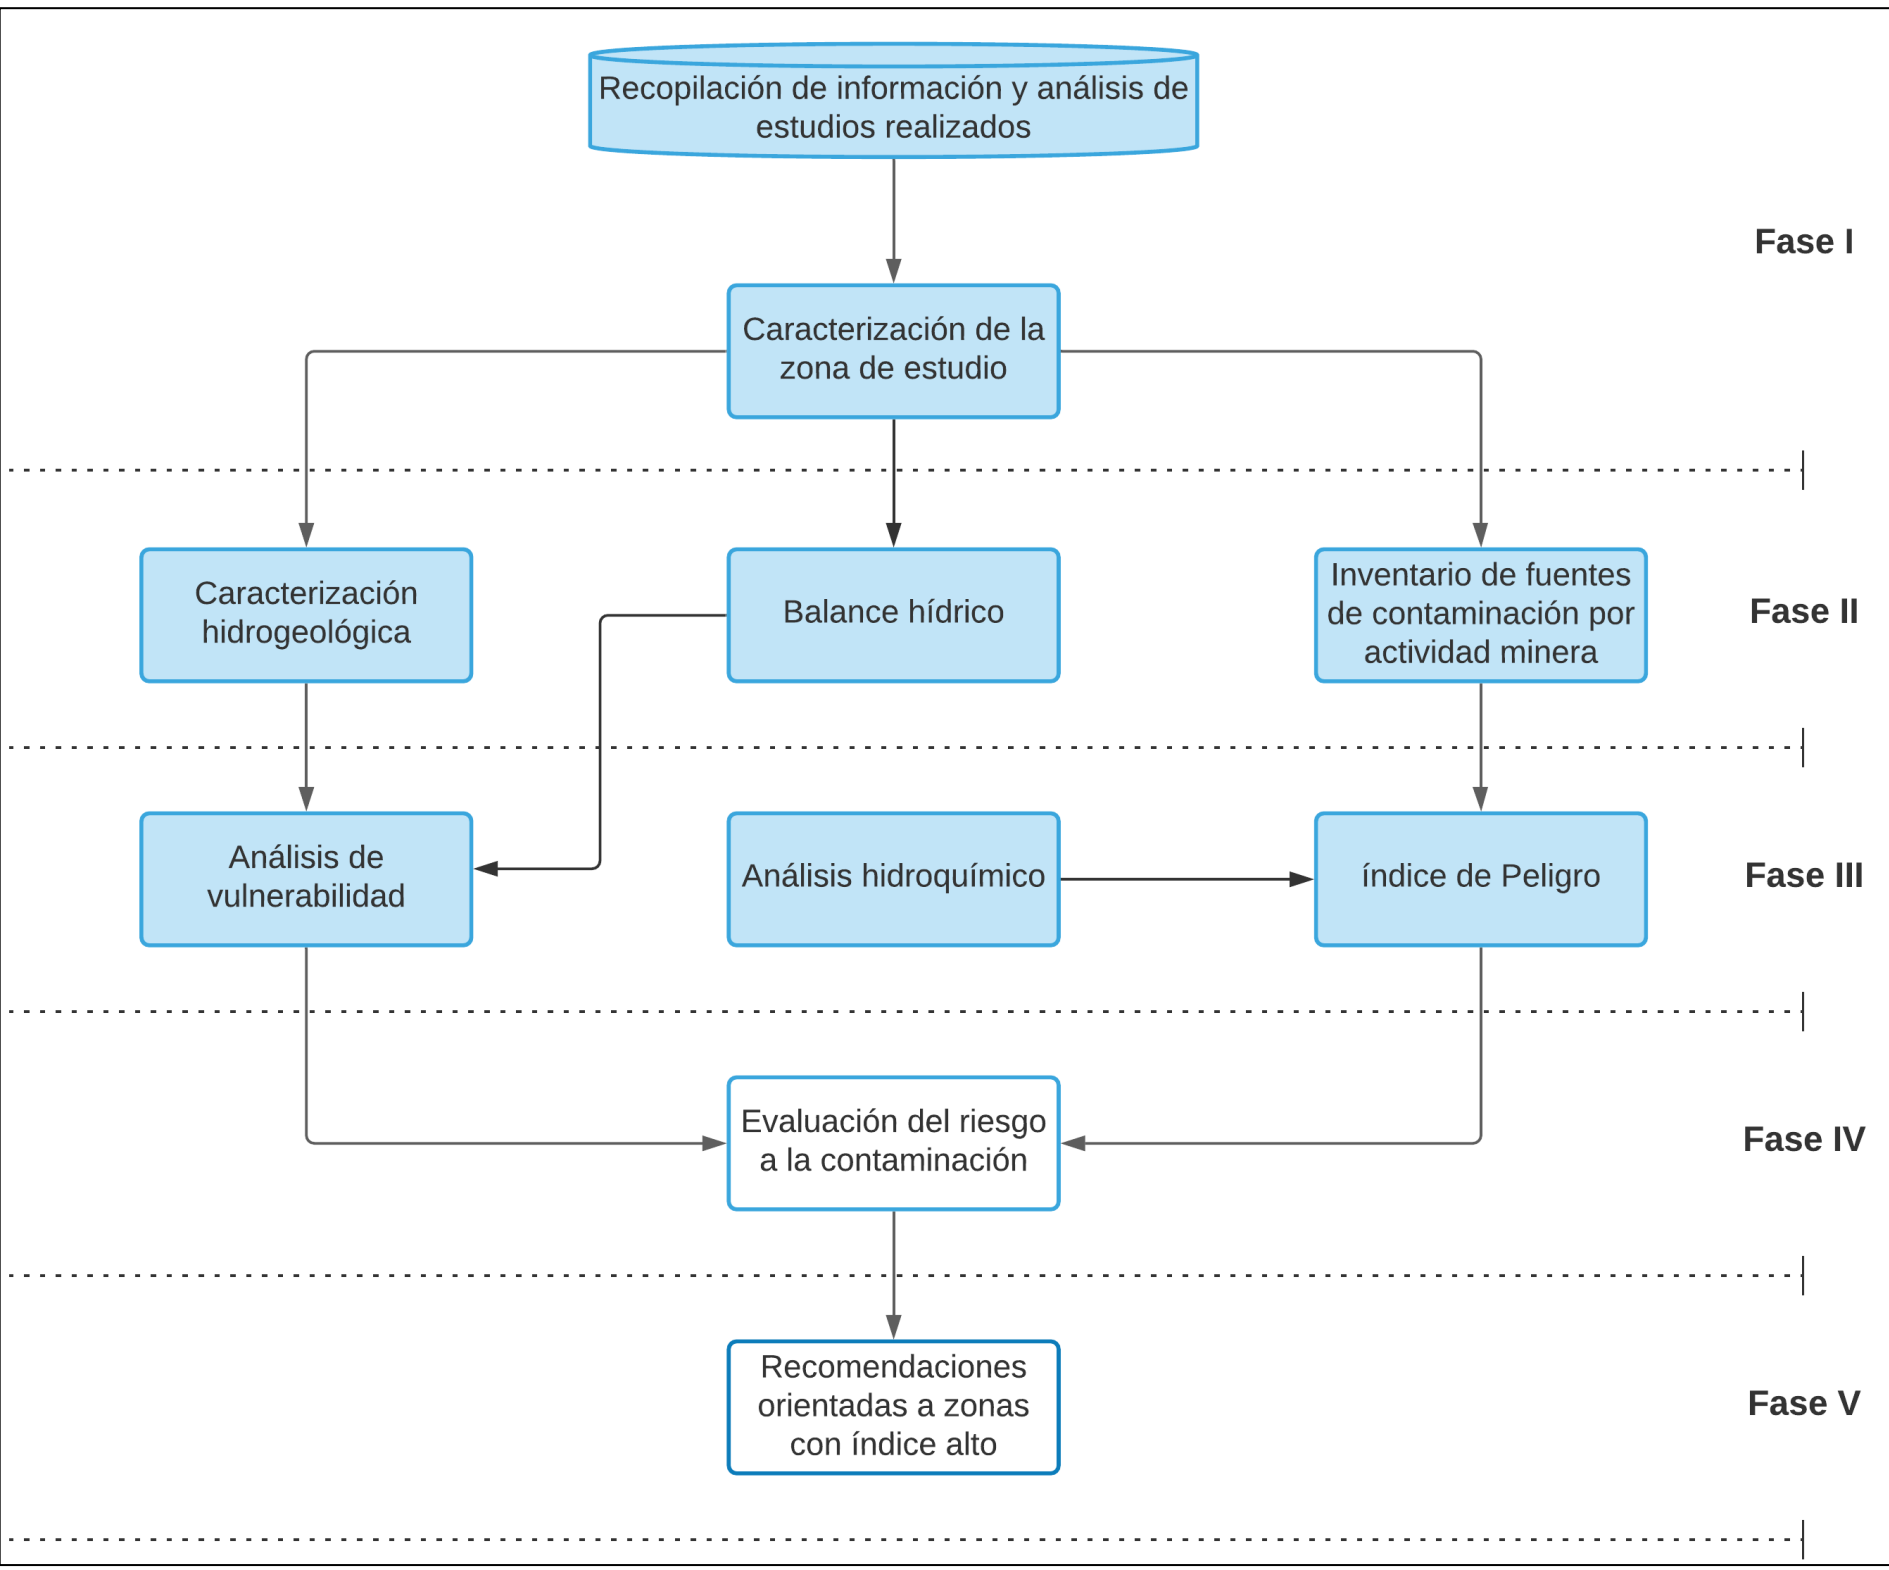 Recopilación de información y análisis de
estudios realizados
Fase I
Caracterización de la
zona de estudio
Caracterización
hidrogeológica
Balance hídrico
Inventario de fuentes
de contaminación por
actividad minera
Fase II
Análisis de
vulnerabilidad
Análisis hidroquímico
índice de Peligro
Fase III
Evaluación del riesgo
a la contaminación
Fase IV
Recomendaciones
orientadas a zonas
con índice alto
Fase V